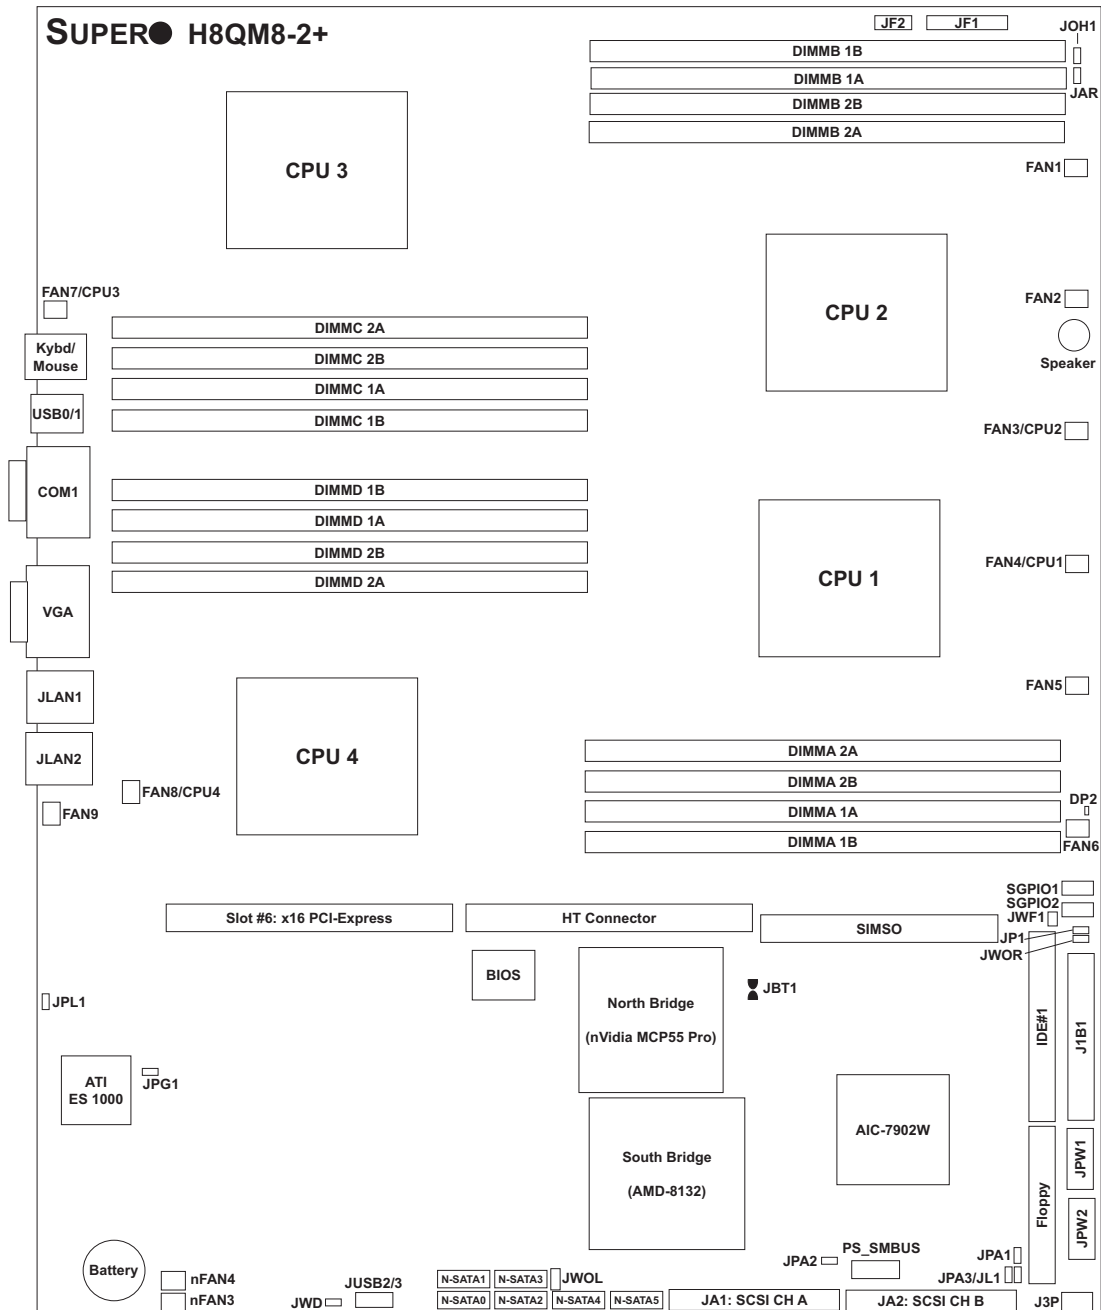 SUPER● H8QM8-2+
JF2
JF1
JOH1
DIMMB 1B
DIMMB 1A
JAR
DIMMB 2B
DIMMB 2A
CPU 3
FAN1
FAN7/CPU3
CPU 2
FAN2
Speaker
Kybd/
Mouse
DIMMC 2A
DIMMC 2B
DIMMC 1A
DIMMC 1B
USB0/1
FAN3/CPU2
COM1
DIMMD 1B
DIMMD 1A
DIMMD 2B
DIMMD 2A
CPU 1
FAN4/CPU1
VGA
JLAN1
FAN5
JLAN2
CPU 4
DIMMA 2A
DIMMA 2B
DIMMA 1A
DIMMA 1B
FAN8/CPU4
FAN9
DP2
FAN6
SGPIO1
SGPIO2
JWF1
JP1
JWOR
Slot #6: x16 PCI-Express
HT Connector
SIMSO
BIOS
North Bridge
(nVidia MCP55 Pro)
JBT1
JPL1
IDE#1
J1B1
ATI
ES 1000
JPG1
AIC-7902W
South Bridge
(AMD-8132)
JPW1
Floppy
JPW2
Battery
nFAN4
nFAN3
JWD
JUSB2/3
N-SATA1
N-SATA3
JWOL
N-SATA0
N-SATA2
N-SATA4
N-SATA5
JPA2
PS_SMBUS
JPA1
JPA3/JL1
JA1: SCSI CH A
JA2: SCSI CH B
J3P